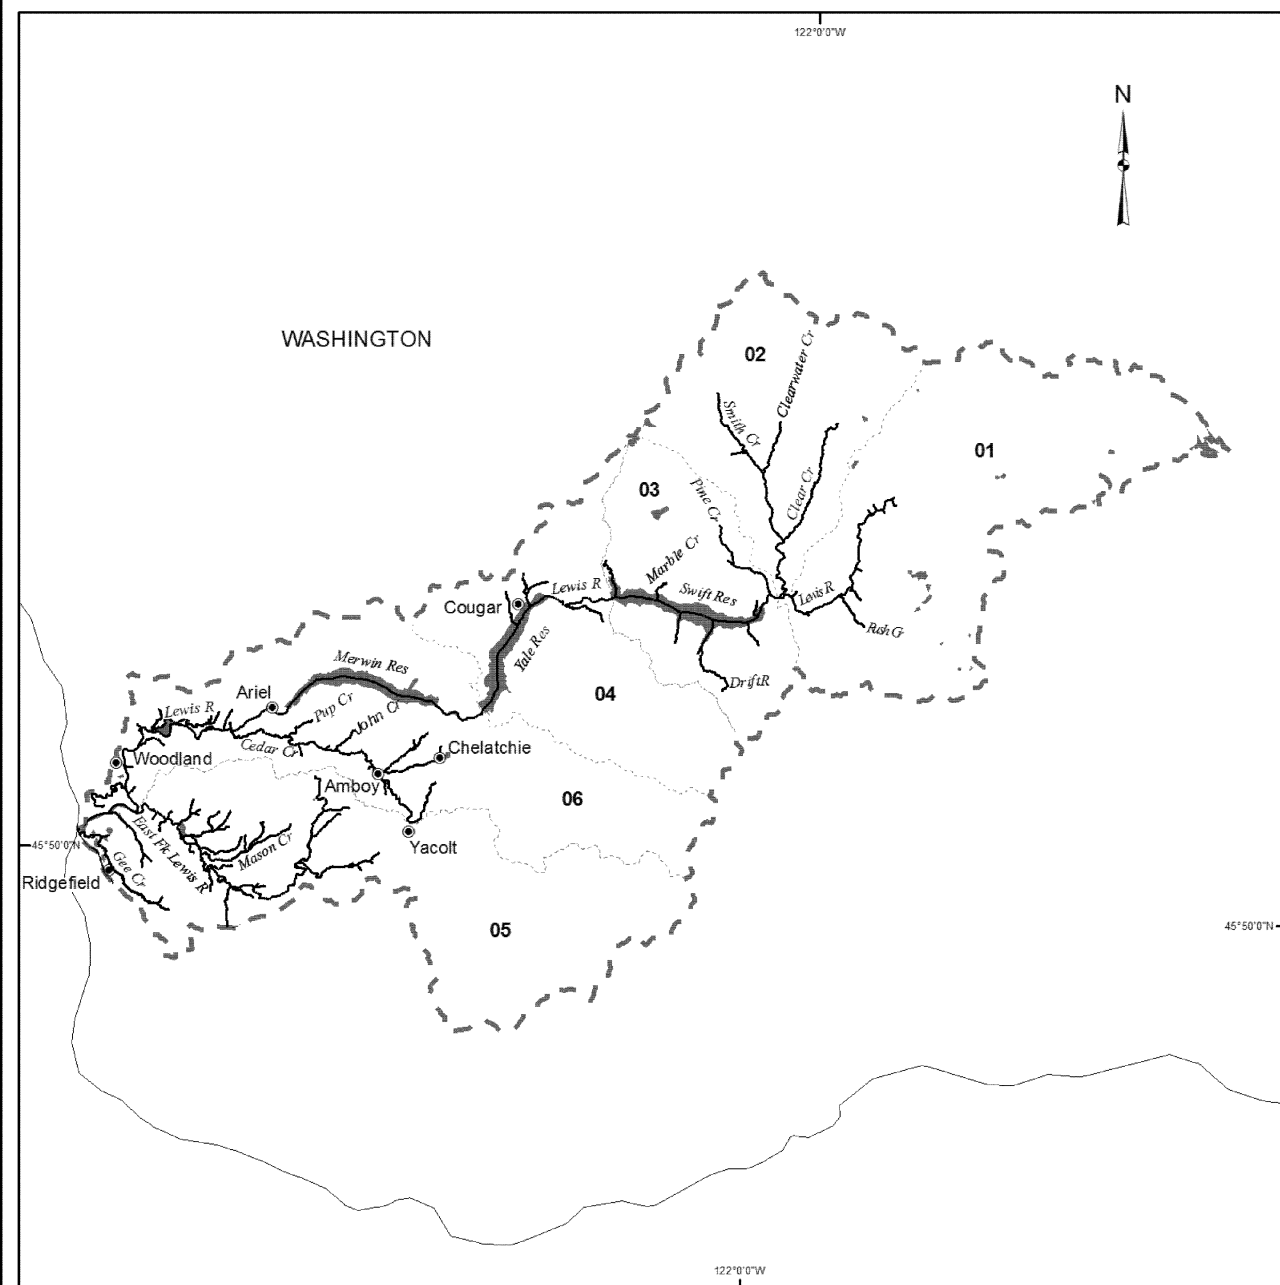 122°0'0"W
N
WASHINGTON
02
Clearwater Cr
Smith Cr
01
Clear Cr
03
Pine Cr
Marble Cr
Lewis R
Swift Res
Lewis R
Cougar
Rush Cr
Yale Res
Merwin Res
Drift R
04
Ariel
Lewis R
Pup Cr
John Cr
Cedar Cr
Chelatchie
Woodland
Amboy
06
East Fk Lewis R
Mason Cr
Yacolt
45°50'0"N
Gee Cr
Ridgefield
05
45°50'0"N
122°0'0"W